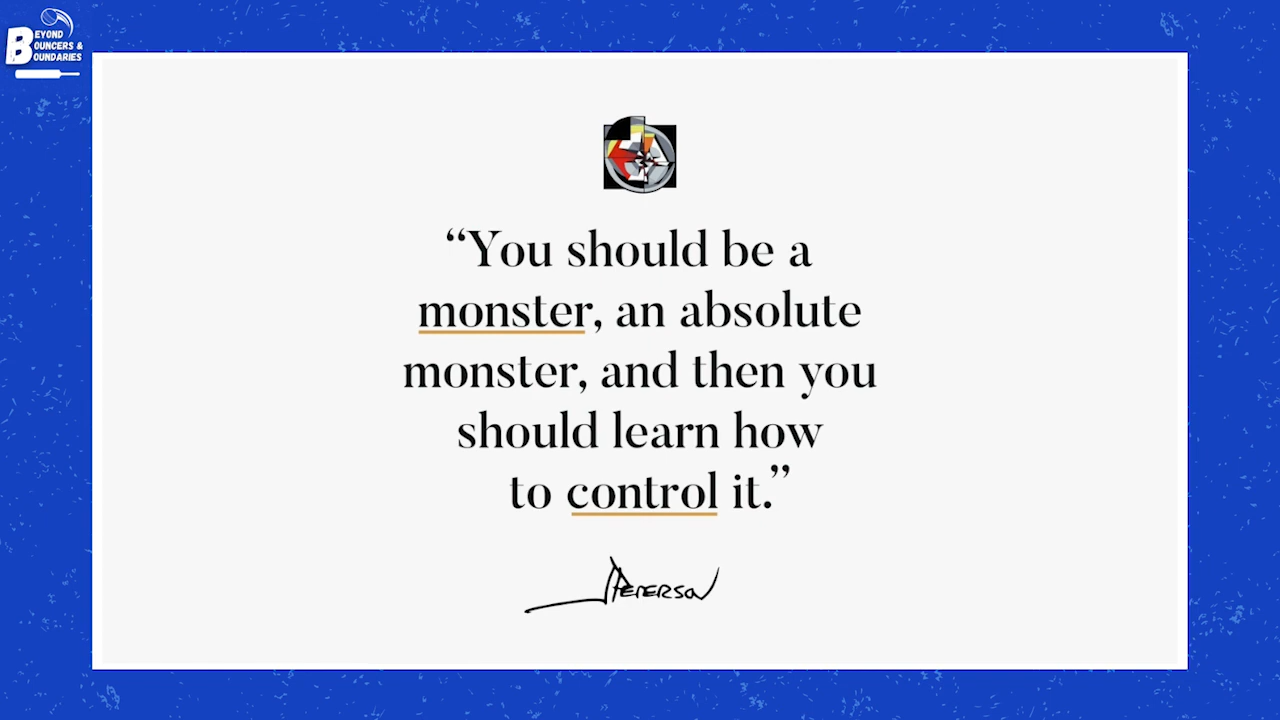 BEYOND
BOUNCERS &
BOUNDARIES
“You should be a
monster, an absolute
monster, and then you
should learn how
to control it.”
JPETERSON